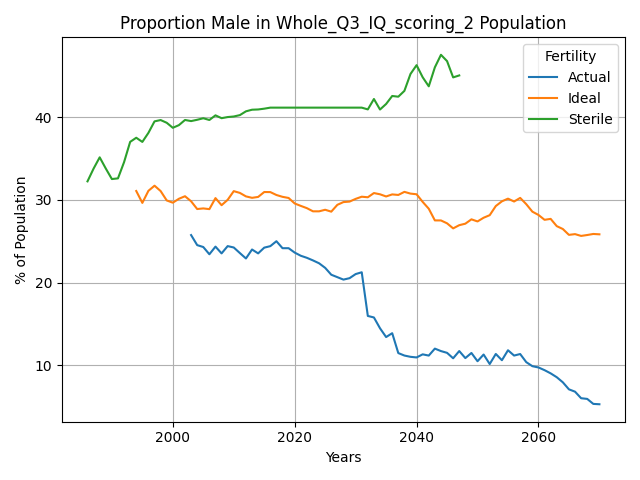 Proportion Male in Whole_Q3_IQ_scoring_2 Population
Fertility
Actual
Ideal
Sterile
% of Population
40
30
20
10
2000
2020
2040
2060
Years